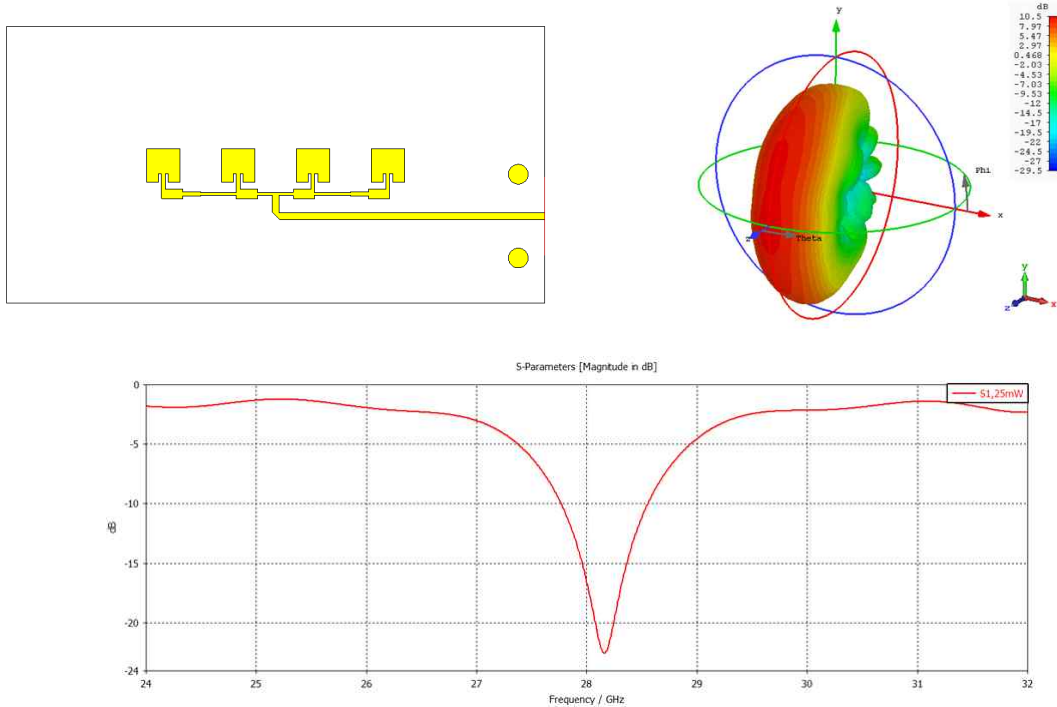 y
dB
10.5
7.97
5.47
2.97
0.468
-2.03
-4.53
-7.03
-9.53
-12
-14.5
-17
-19.5
-22
-24.5
-27
-29.5
Phi
x
z
Theta
y
z
x
S-Parameters [Magnitude in dB]
S1,25mW
0
-5
-10
-15
-20
-24
dB
24
25
26
27
28
29
30
31
32
Frequency / GHz